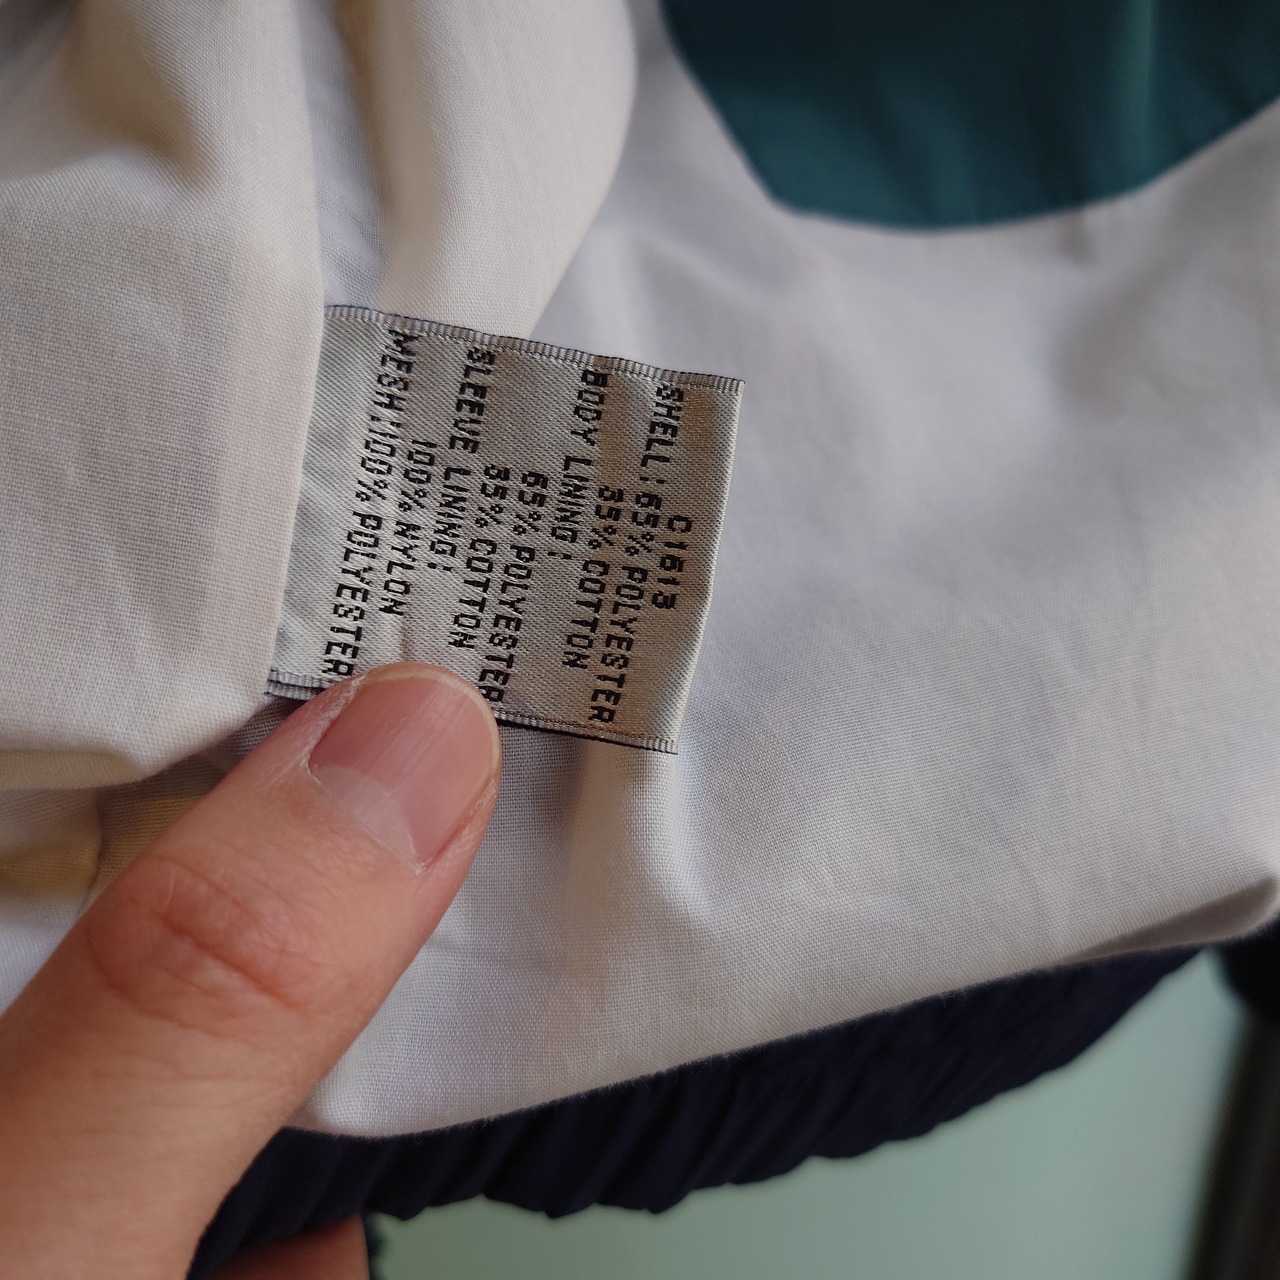 C1613
SHELL: 65% POLYESTER
35% COTTON
BODY LINING:
65% POLYESTER
35% COTTON
SLEEVE LINING:
100% NYLON
MESH:100% POLYESTER